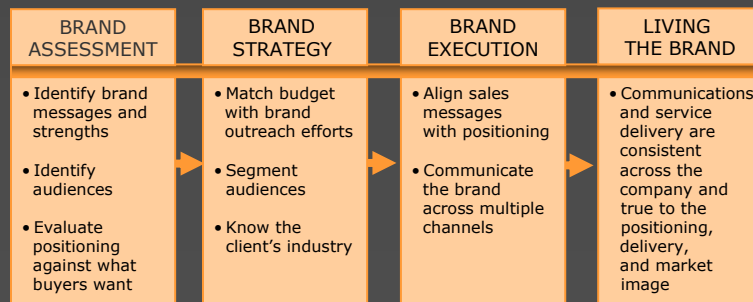 BRAND
ASSESSMENT
• Identify brand
messages and
strengths
• Identify
audiences
• Evaluate
positioning
against what
buyers want
BRAND
STRATEGY
• Match budget
with brand
outreach efforts
• Segment
audiences
• Know the
client's industry
BRAND
EXECUTION
• Align sales
messages
with positioning
• Communicate
the brand
across multiple
channels
LIVING
THE BRAND
• Communications
and service
delivery are
consistent
across the
company and
true to the
positioning,
delivery,
and market
image